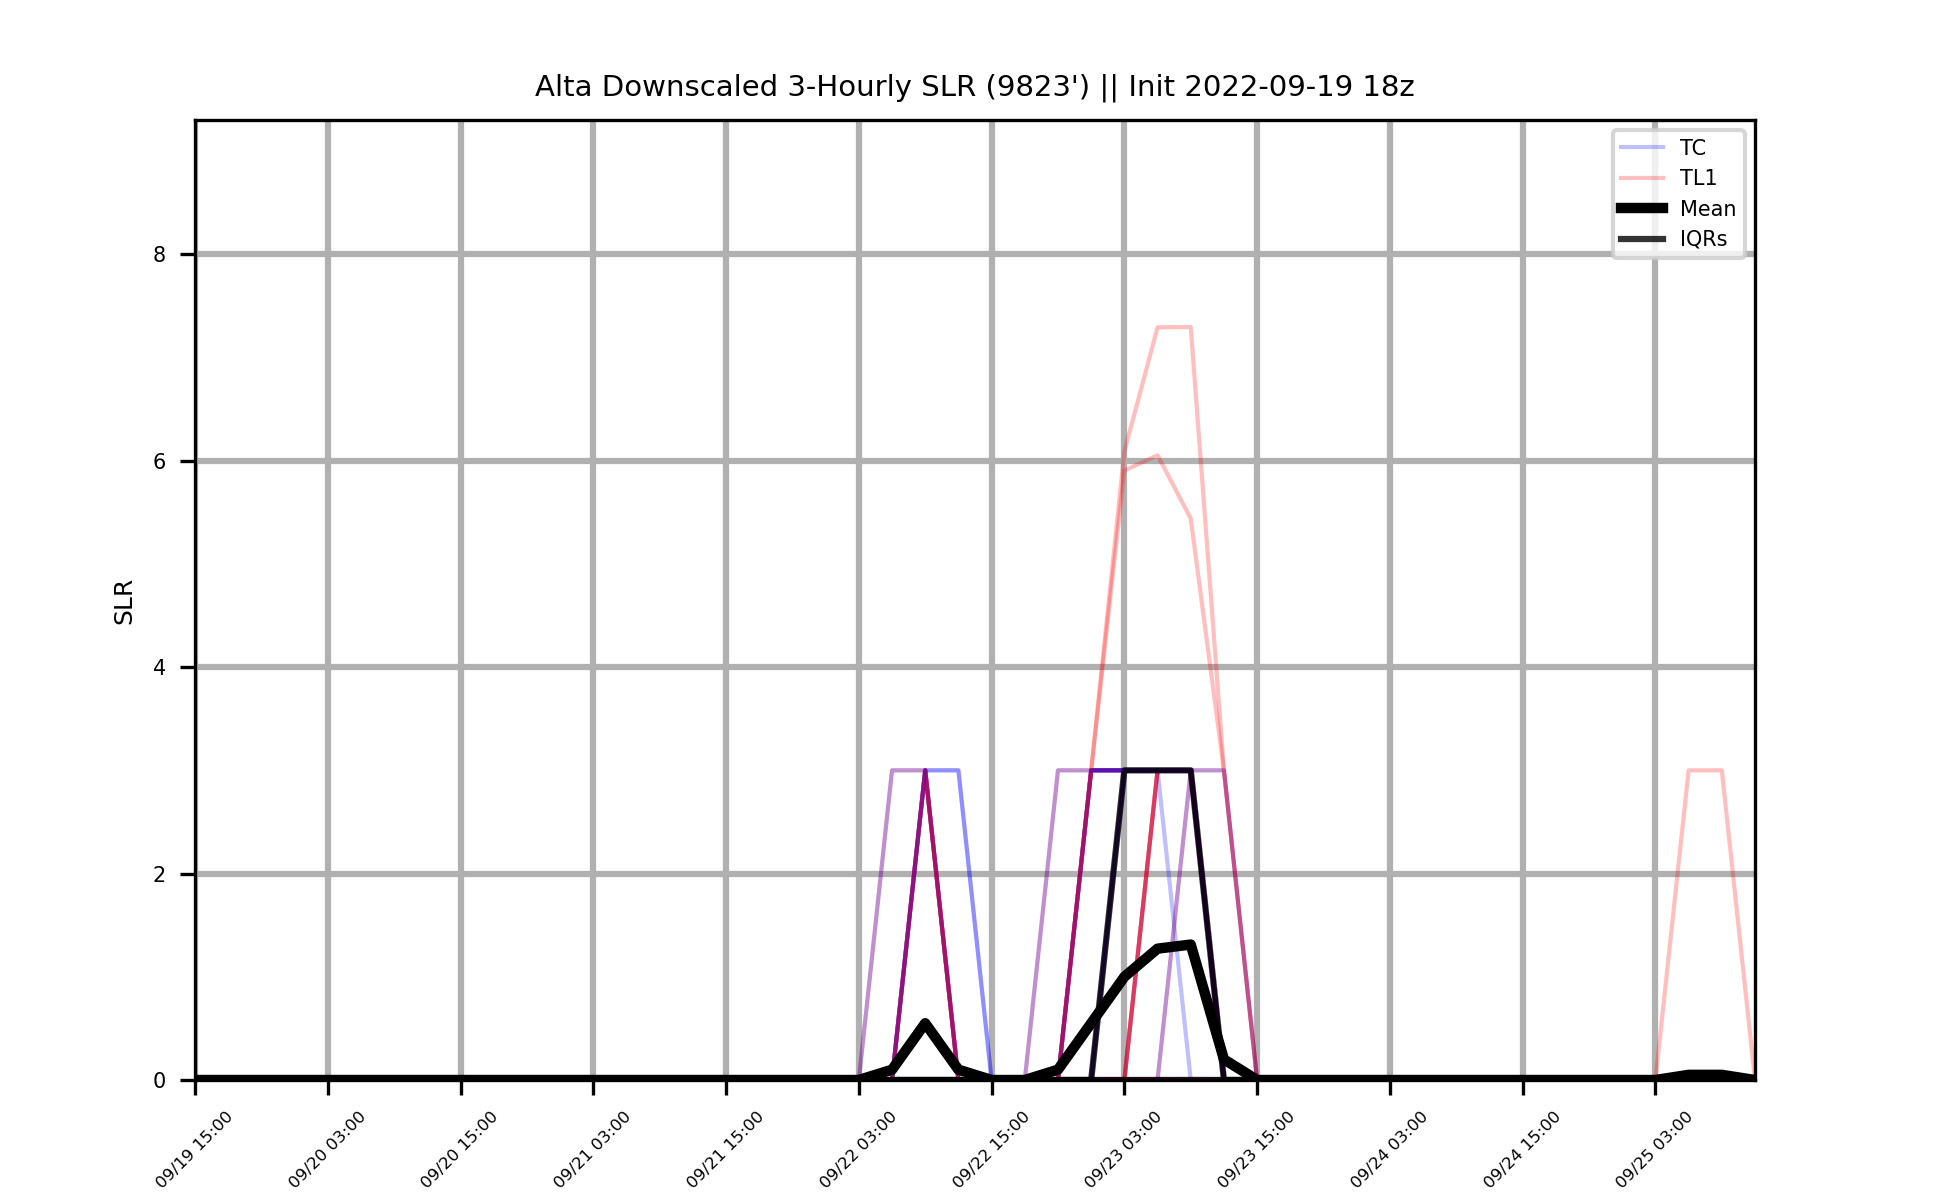 Alta Downscaled 3-Hourly SLR (9823') || Init 2022-09-19 18z
TC
TL1
Mean
IQRs
8
6
4
2
0
SLR
09/19 15:00
09/20 03:00
09/20 15:00
09/21 03:00
09/21 15:00
09/22 03:00
09/22 15:00
09/23 03:00
09/23 15:00
09/24 03:00
09/24 15:00
09/25 03:00